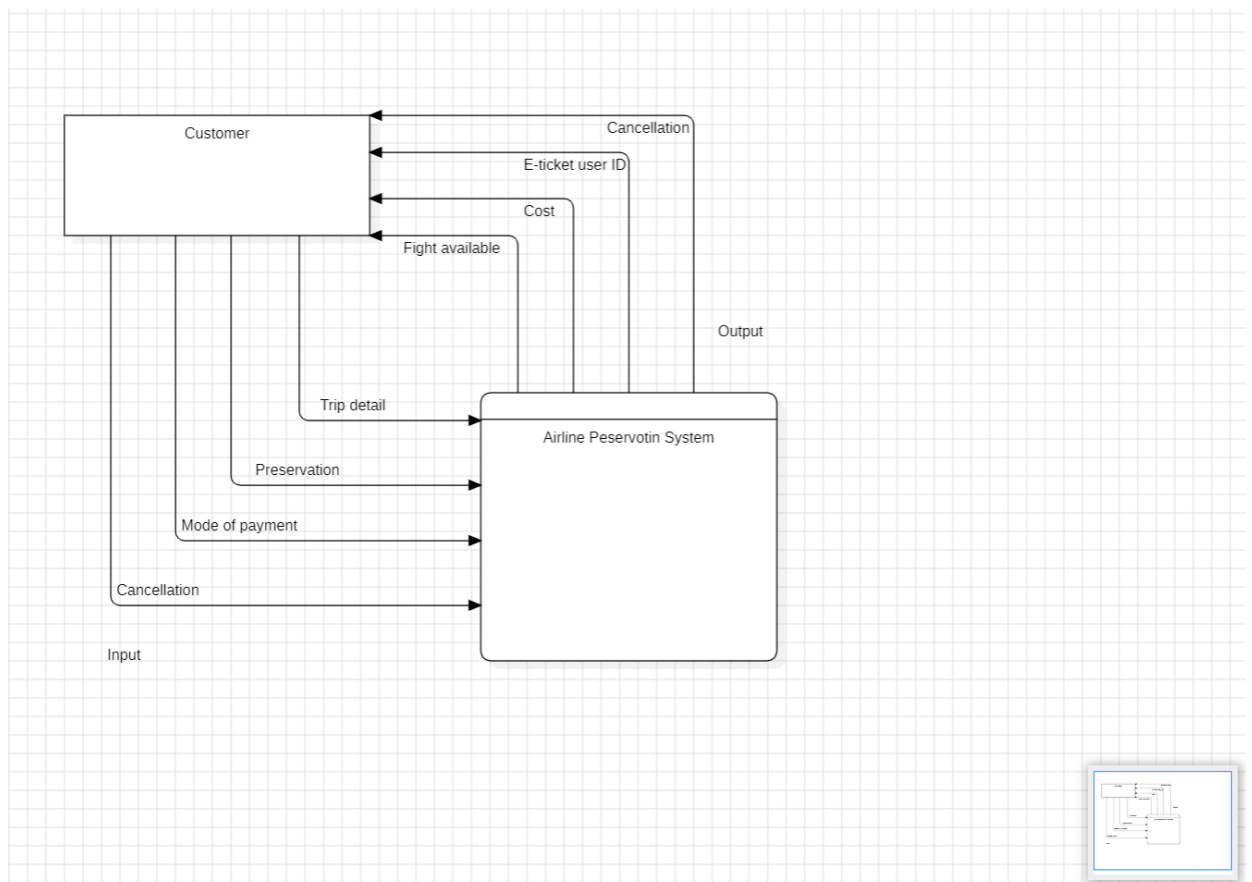 Customer
Cancellation
E-ticket user ID
Cost
Fight available
Output
Trip detail
Airline Peservotin System
Preservation
Mode of payment
Cancellation
Input